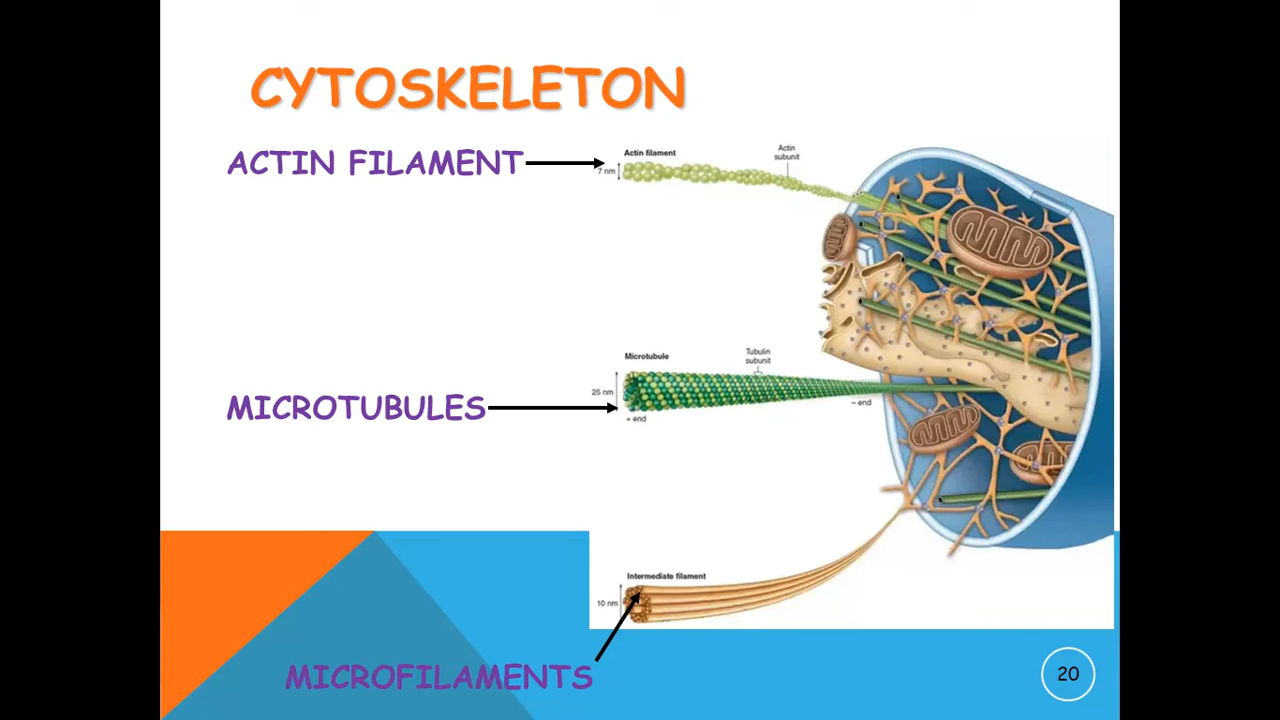 CYTOSKELETON
ACTIN FILAMENT
Actin filament
Actin
subunit
7 nm
Microtubule
Tubulin
subunit
25 nm
MICROTUBULES
+ end
− end
Intermediate filament
10 nm
MICROFILAMENTS
20